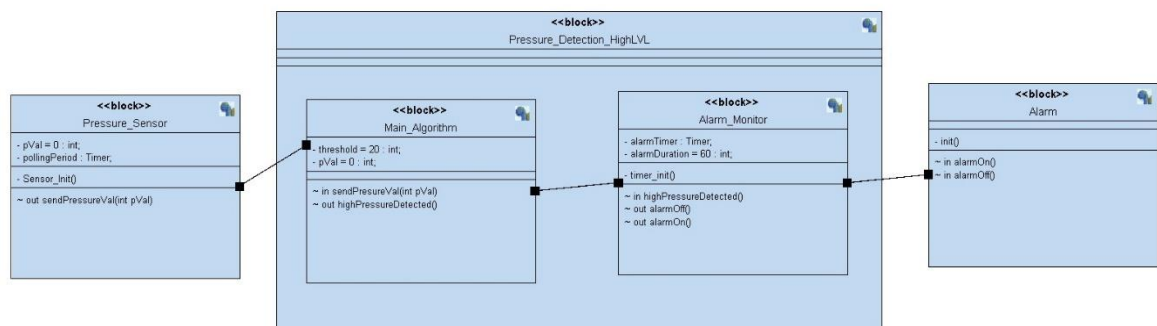 <<block>>
Pressure_Detection_HighLVL
<<block>>
Pressure_Sensor
- pVal = 0 : int;
- pollingPeriod : Timer;
- Sensor_Init()
~ out sendPressureVal(int pVal)
<<block>>
Main_Algorithm
- threshold = 20 : int;
- pVal = 0 : int;
~ in sendPresureVal(int pVal)
~ out highPressureDetected()
<<block>>
Alarm_Monitor
- alarmTimer : Timer;
- alarmDuration = 60 : int;
- timer_init()
~ in highPressureDetected()
~ out alarmOff()
~ out alarmOn()
<<block>>
Alarm
- init()
~ in alarmOn()
~ in alarmOff()